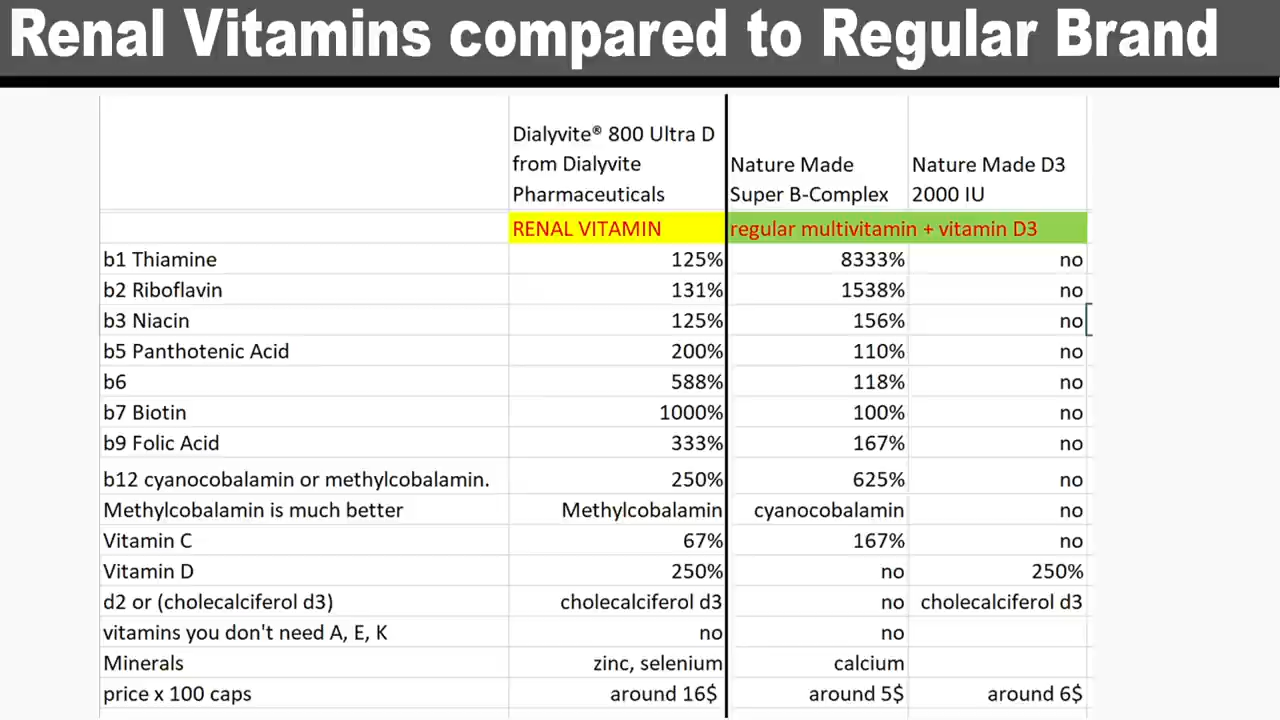 Renal Vitamins compared to Regular Brand
Dialyvite® 800 Ultra D
from Dialyvite
Pharmaceuticals
Nature Made
Super B-Complex
Nature Made D3
2000 IU
RENAL VITAMIN regular multivitamin + vitamin D3
b1 Thiamine 125% 8333% no
b2 Riboflavin 131% 1538% no
b3 Niacin 125% 156% no
b5 Panthotenic Acid 200% 110% no
b6 588% 118% no
b7 Biotin 1000% 100% no
b9 Folic Acid 333% 167% no
b12 cyanocobalamin or methylcobalamin. 250% 625% no
Methylcobalamin is much better Methylcobalamin cyanocobalamin no
Vitamin C 67% 167% no
Vitamin D 250% no 250%
d2 or (cholecalciferol d3) cholecalciferol d3 no cholecalciferol d3
vitamins you don't need A, E, K no no
Minerals zinc, selenium calcium
price x 100 caps around 16$ around 5$ around 6$